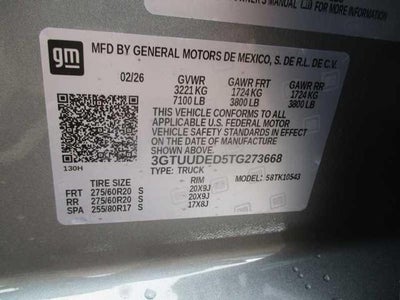 OWNER'S MANUAL
FOR MORE INFORMATION
gm
MFD BY GENERAL MOTORS DE MEXICO, S. DE R.L. DE C.V.
02/26 GVWR GAWR FRT GAWR RR
3221 KG 1724 KG 1724 KG
7100 LB 3800 LB 3800 LB
THIS VEHICLE CONFORMS TO ALL
APPLICABLE U.S. FEDERAL MOTOR
VEHICLE SAFETY STANDARDS IN
EFFECT ON THE DATE OF
MANUFACTURE SHOWN ABOVE.
3GTUUDED5TG273668
TYPE: TRUCK
130H
MODEL: 58TK10543
TIRE SIZE RIM
FRT 275/60R20 S 20X9J
RR 275/60R20 S 20X9J
SPA 255/80R17 S 17X8J